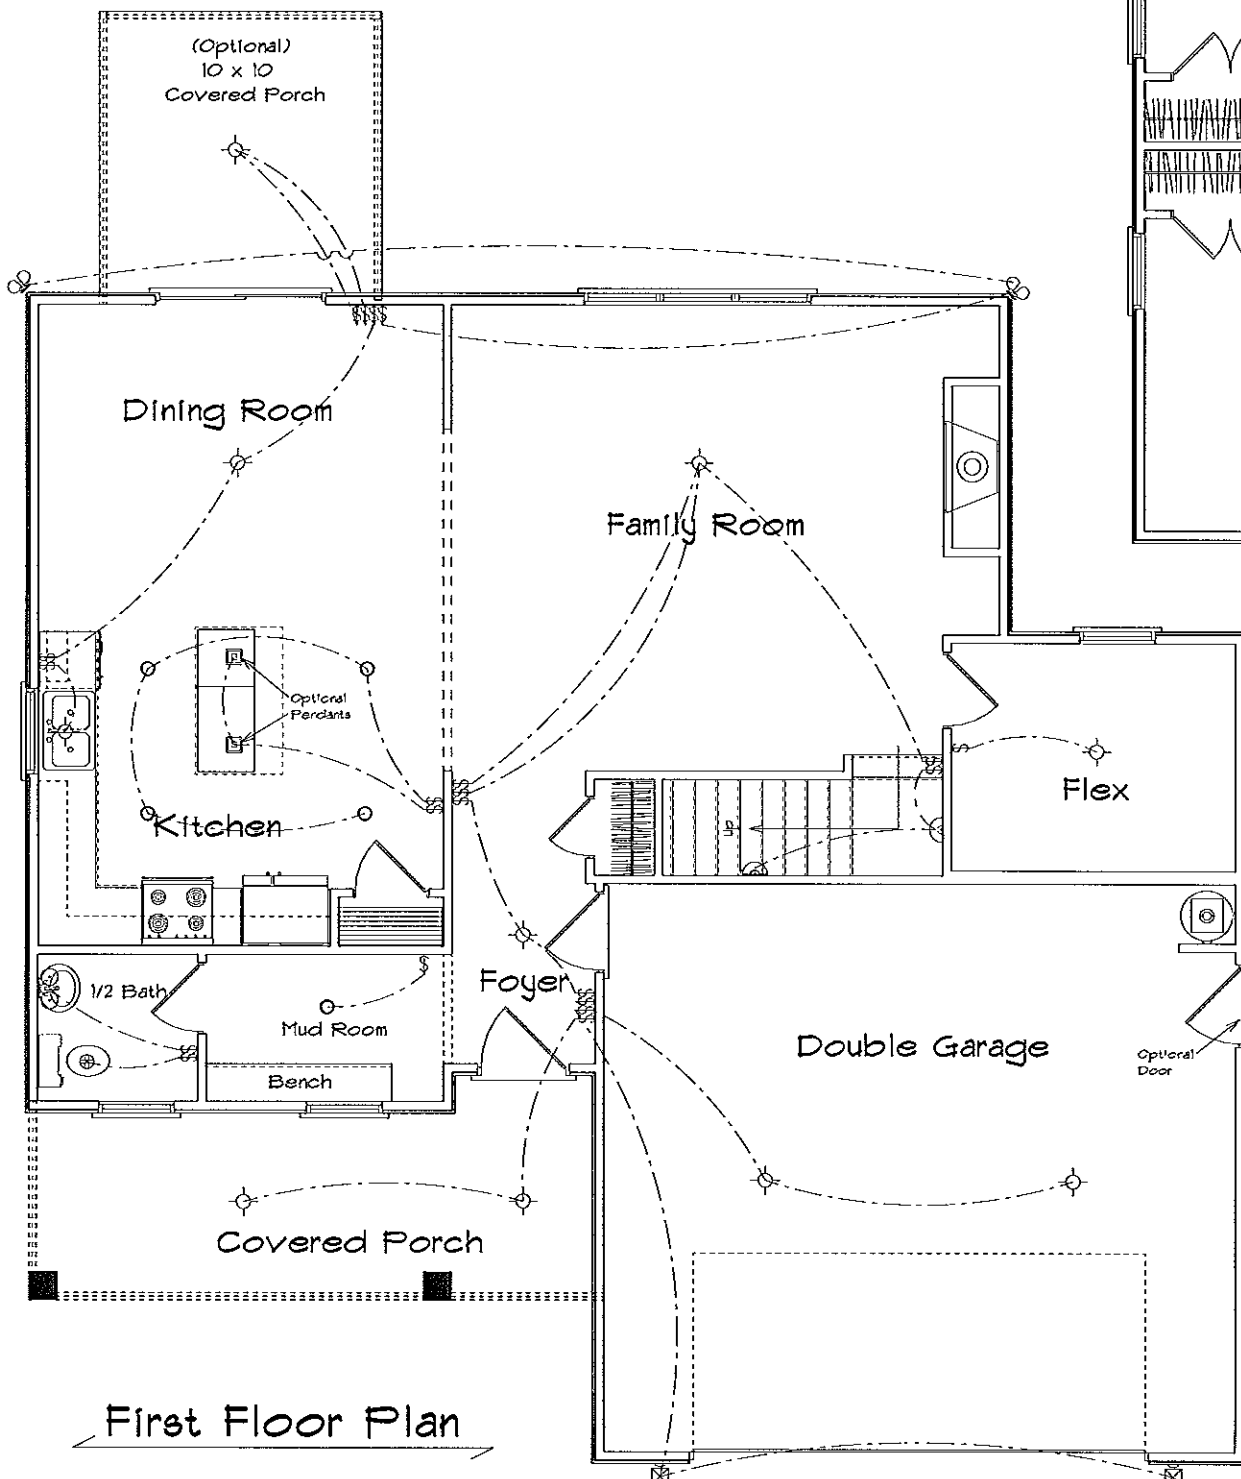 (Optional)
10 x 10
Covered Porch
Dining Room
Family Room
Optional
Pendants
Flex
Up
Kitchen
Foyer
1/2 Bath
Mud Room
Double Garage
Optional
Door
Bench
Covered Porch
First Floor Plan